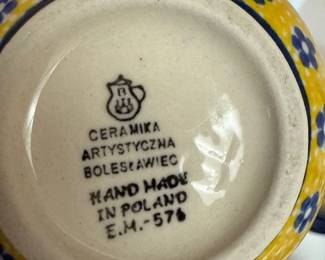 CERAMIKA
ARTYSTYCZNA
BOLESŁAWIEC
HAND MADE
IN POLAND
E.M.-576